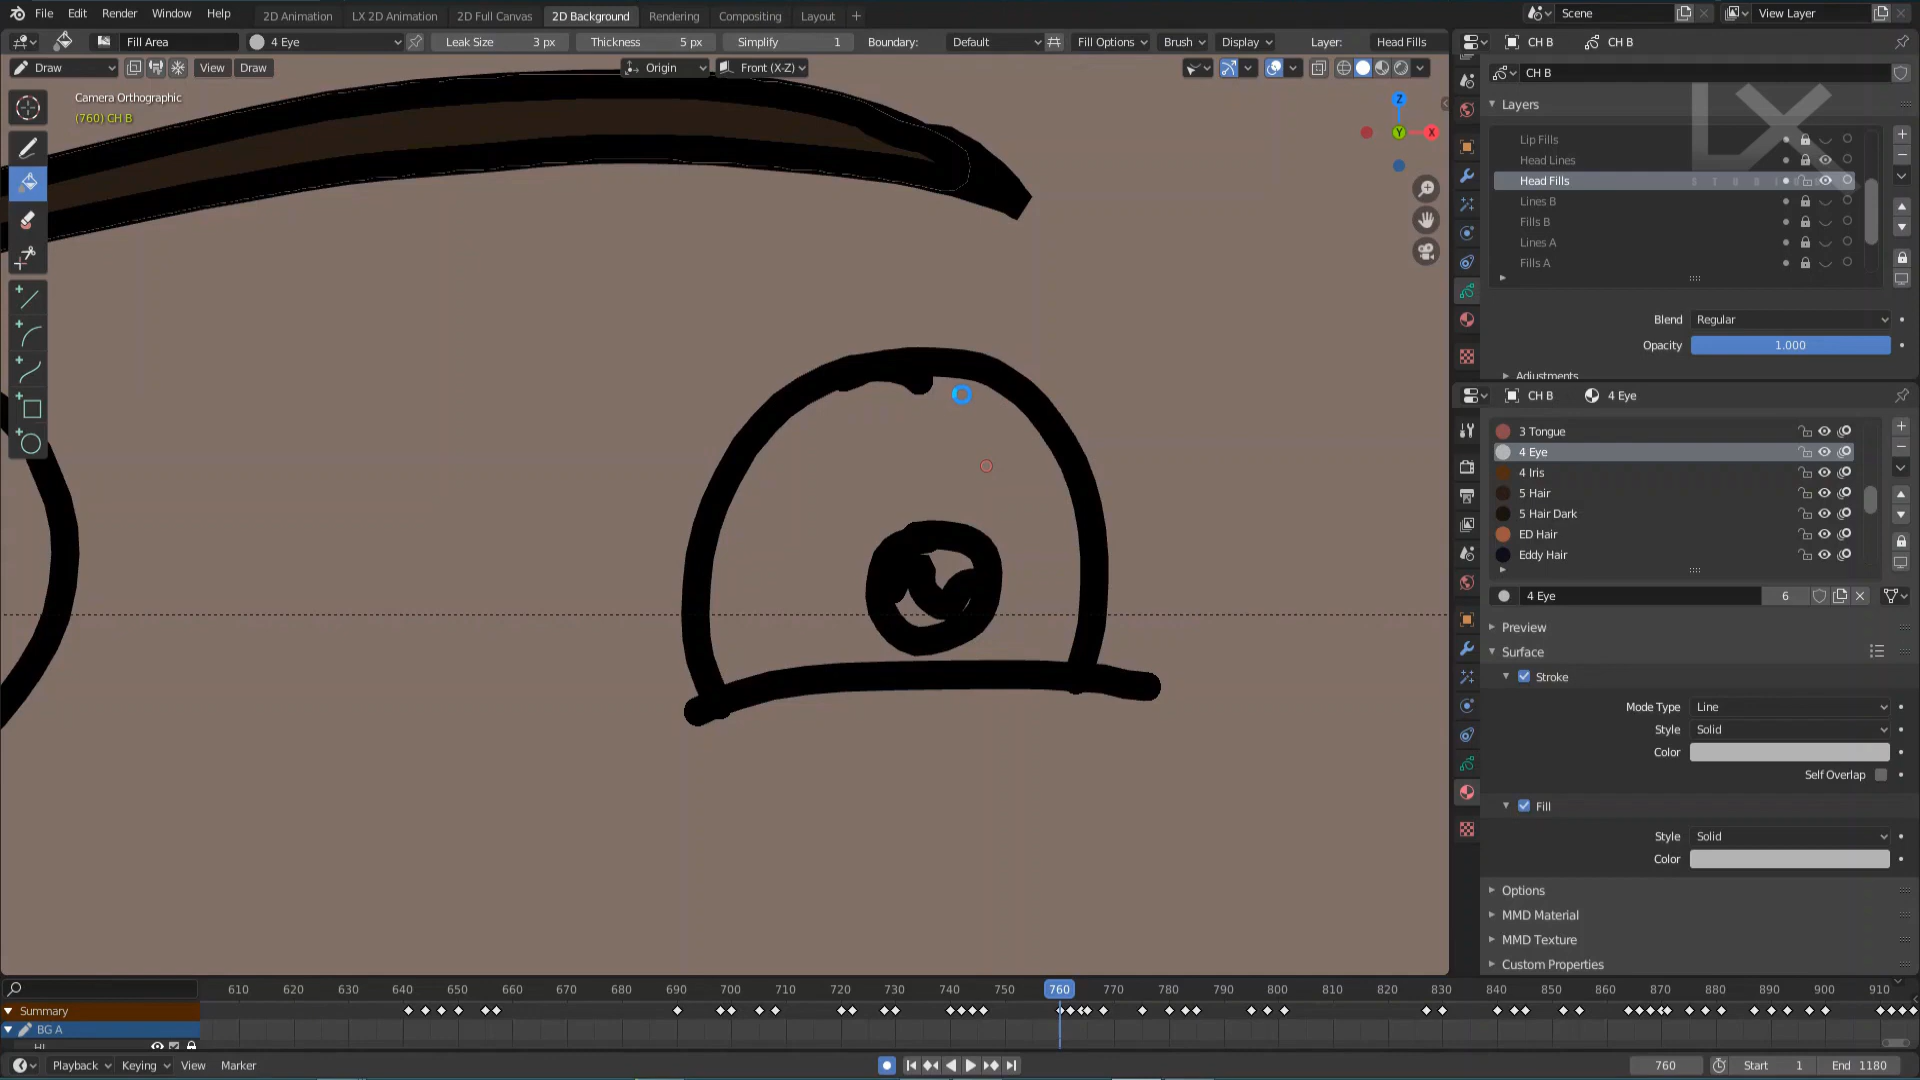 File Edit Render Window Help 2D Animation LX 2D Animation 2D Full Canvas 2D Background Rendering Compositing Layout + Scene View Layer
Fill Area 4 Eye Leak Size 3 px Thickness 5 px Simplify 1 Boundary: Default Fill Options Brush Display Layer: Head Fills CH B CH B
Draw View Draw Origin Front (X-Z) CH B
Camera Orthographic
(760) CH B
Z
Y X
Layers
LX
STUDIO
Lip Fills
Head Lines
Head Fills
Lines B
Fills B
Lines A
Fills A
Blend Regular
Opacity 1.000
Adjustments
CH B 4 Eye
3 Tongue
4 Eye
4 Iris
5 Hair
5 Hair Dark
ED Hair
Eddy Hair
4 Eye 6
Preview
Surface
Stroke
Mode Type Line
Style Solid
Color
Self Overlap
Fill
Style Solid
Color
Options
MMD Material
MMD Texture
Custom Properties
610 620 630 640 650 660 670 680 690 700 710 720 730 740 750 760 770 780 790 800 810 820 830 840 850 860 870 880 890 900 910
Summary
BG A
Playback Keying View Marker 760 Start 1 End 1180